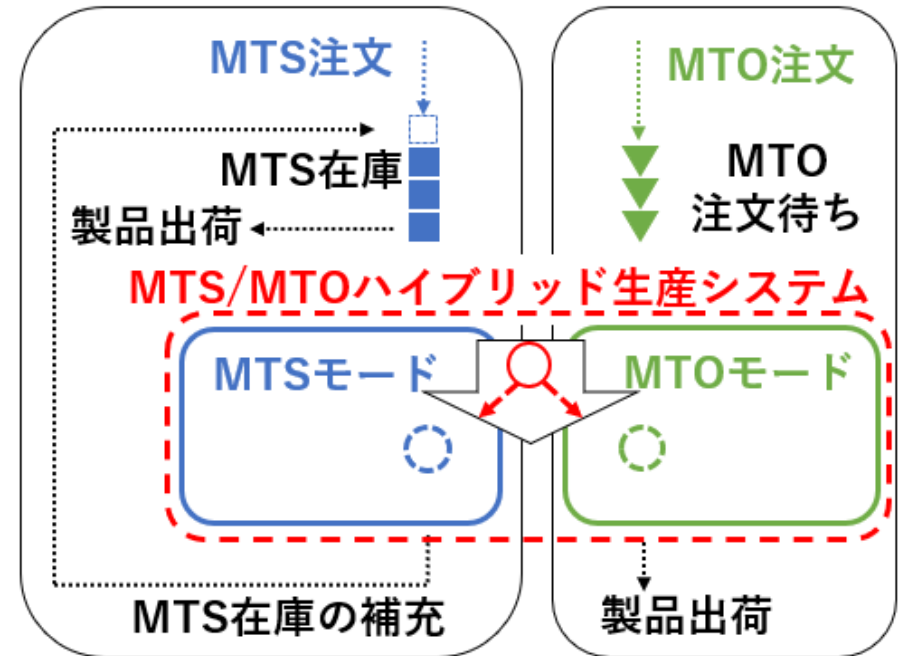 MTS注文
MTO注文
MTS在庫
MTO
注文待ち
製品出荷
MTS/MTOハイブリッド生産システム
MTSモード
MTOモード
MTS在庫の補充
製品出荷